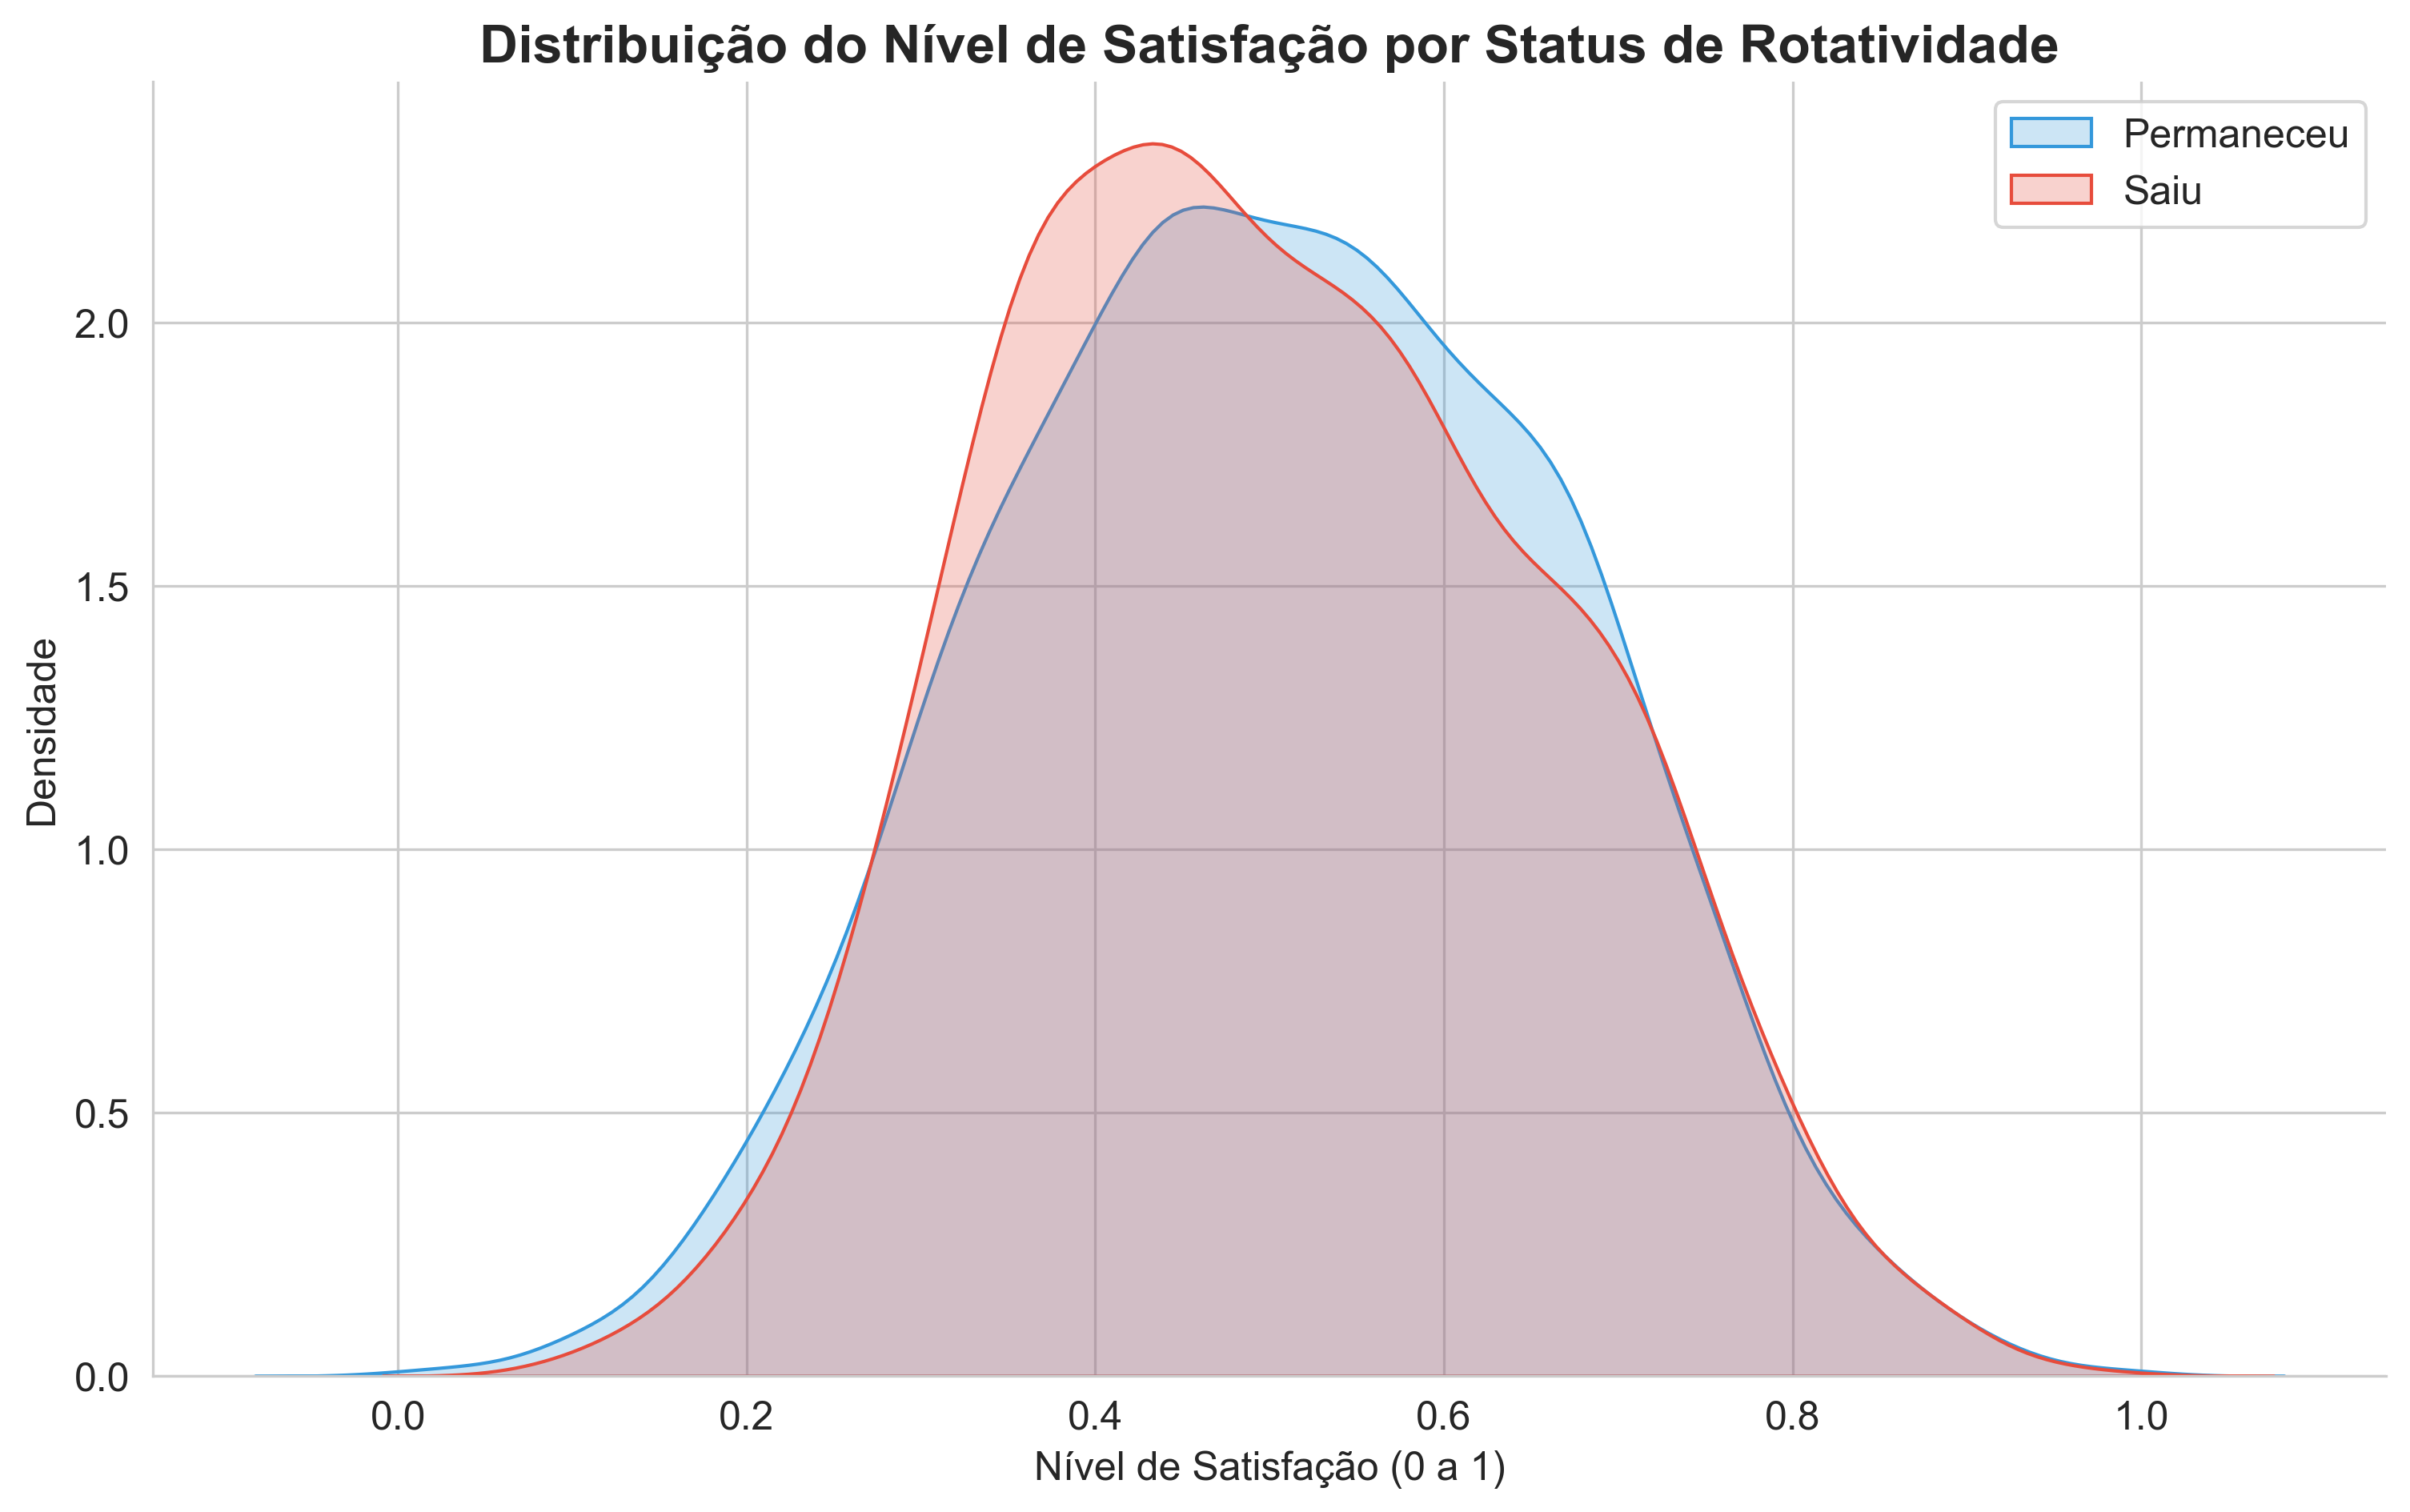 Distribuição do Nível de Satisfação por Status de Rotatividade
Permaneceu
Saiu
Densidade
2.0
1.5
1.0
0.5
0.0
0.0 0.2 0.4 0.6 0.8 1.0
Nível de Satisfação (0 a 1)